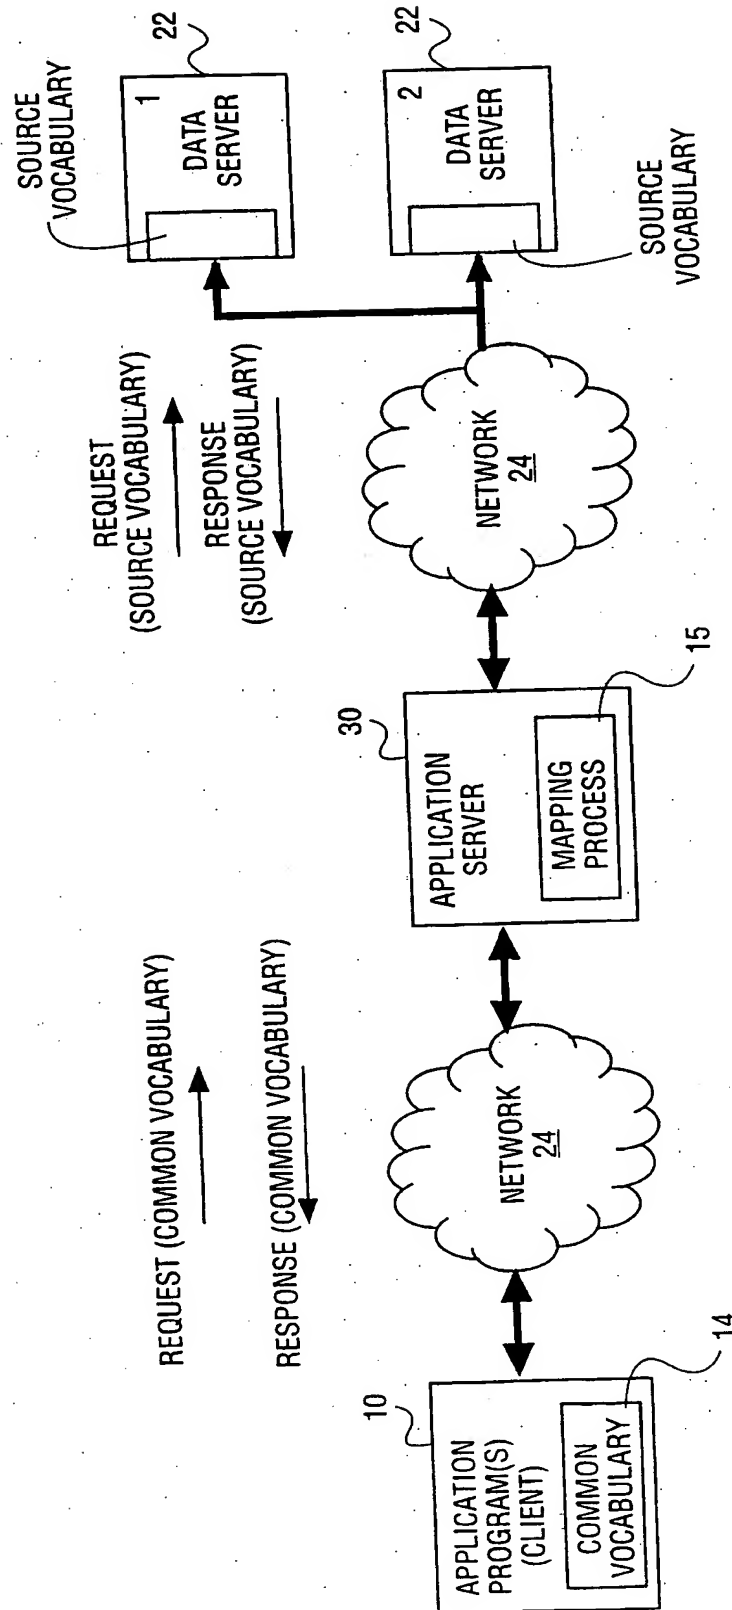 REQUEST (COMMON VOCABULARY)
RESPONSE (COMMON VOCABULARY)
REQUEST
(SOURCE VOCABULARY)
RESPONSE
(SOURCE VOCABULARY)
10
APPLICATION
PROGRAM(S)
(CLIENT)
COMMON
VOCABULARY
14
NETWORK
24
30
APPLICATION
SERVER
MAPPING
PROCESS
15
NETWORK
24
SOURCE
VOCABULARY
1
DATA
SERVER
22
2
DATA
SERVER
22
SOURCE
VOCABULARY